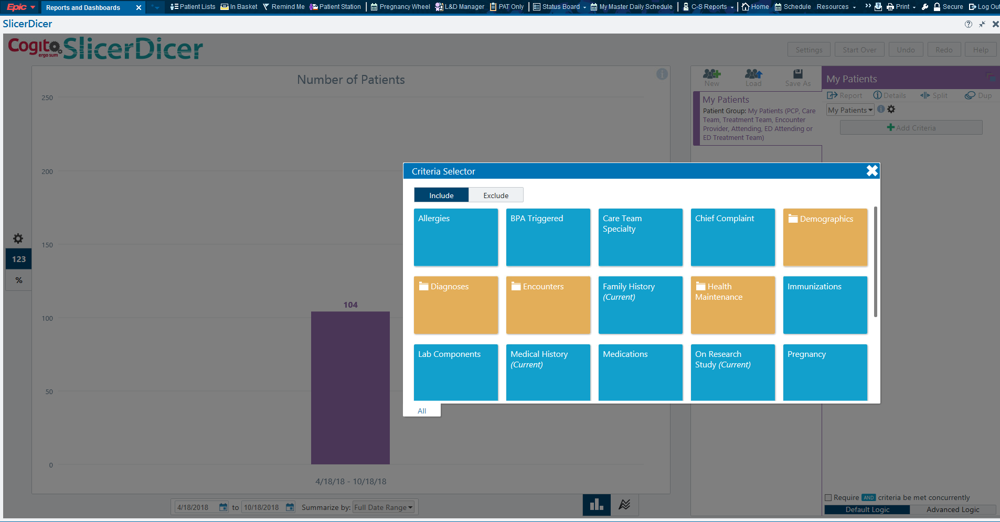 Epic Reports and Dashboards Patient Lists In Basket Remind Me Patient Station Pregnancy Wheel L&D Manager PAT Only Status Board My Master Daily Schedule C-S Reports Home Schedule Resources Print Secure Log Out
SlicerDicer
Cogito
ergo sum
SlicerDicer
Settings Start Over Undo Redo Help
Number of Patients
250
200
150
100
50
0
123
%
104
4/18/18 - 10/18/18
4/18/2018 to 10/18/2018 Summarize by: Full Date Range
New Load Save As
My Patients
Patient Group: My Patients (PCP, Care
Team, Treatment Team, Encounter
Provider, Attending, ED Attending or
ED Treatment Team)
My Patients
Report Details Split Dup
My Patients
Add Criteria
Criteria Selector
Include Exclude
Allergies
BPA Triggered
Care Team
Specialty
Chief Complaint
Demographics
Diagnoses
Encounters
Family History
(Current)
Health
Maintenance
Immunizations
Lab Components
Medical History
(Current)
Medications
On Research
Study (Current)
Pregnancy
All
Require AND criteria be met concurrently
Default Logic Advanced Logic